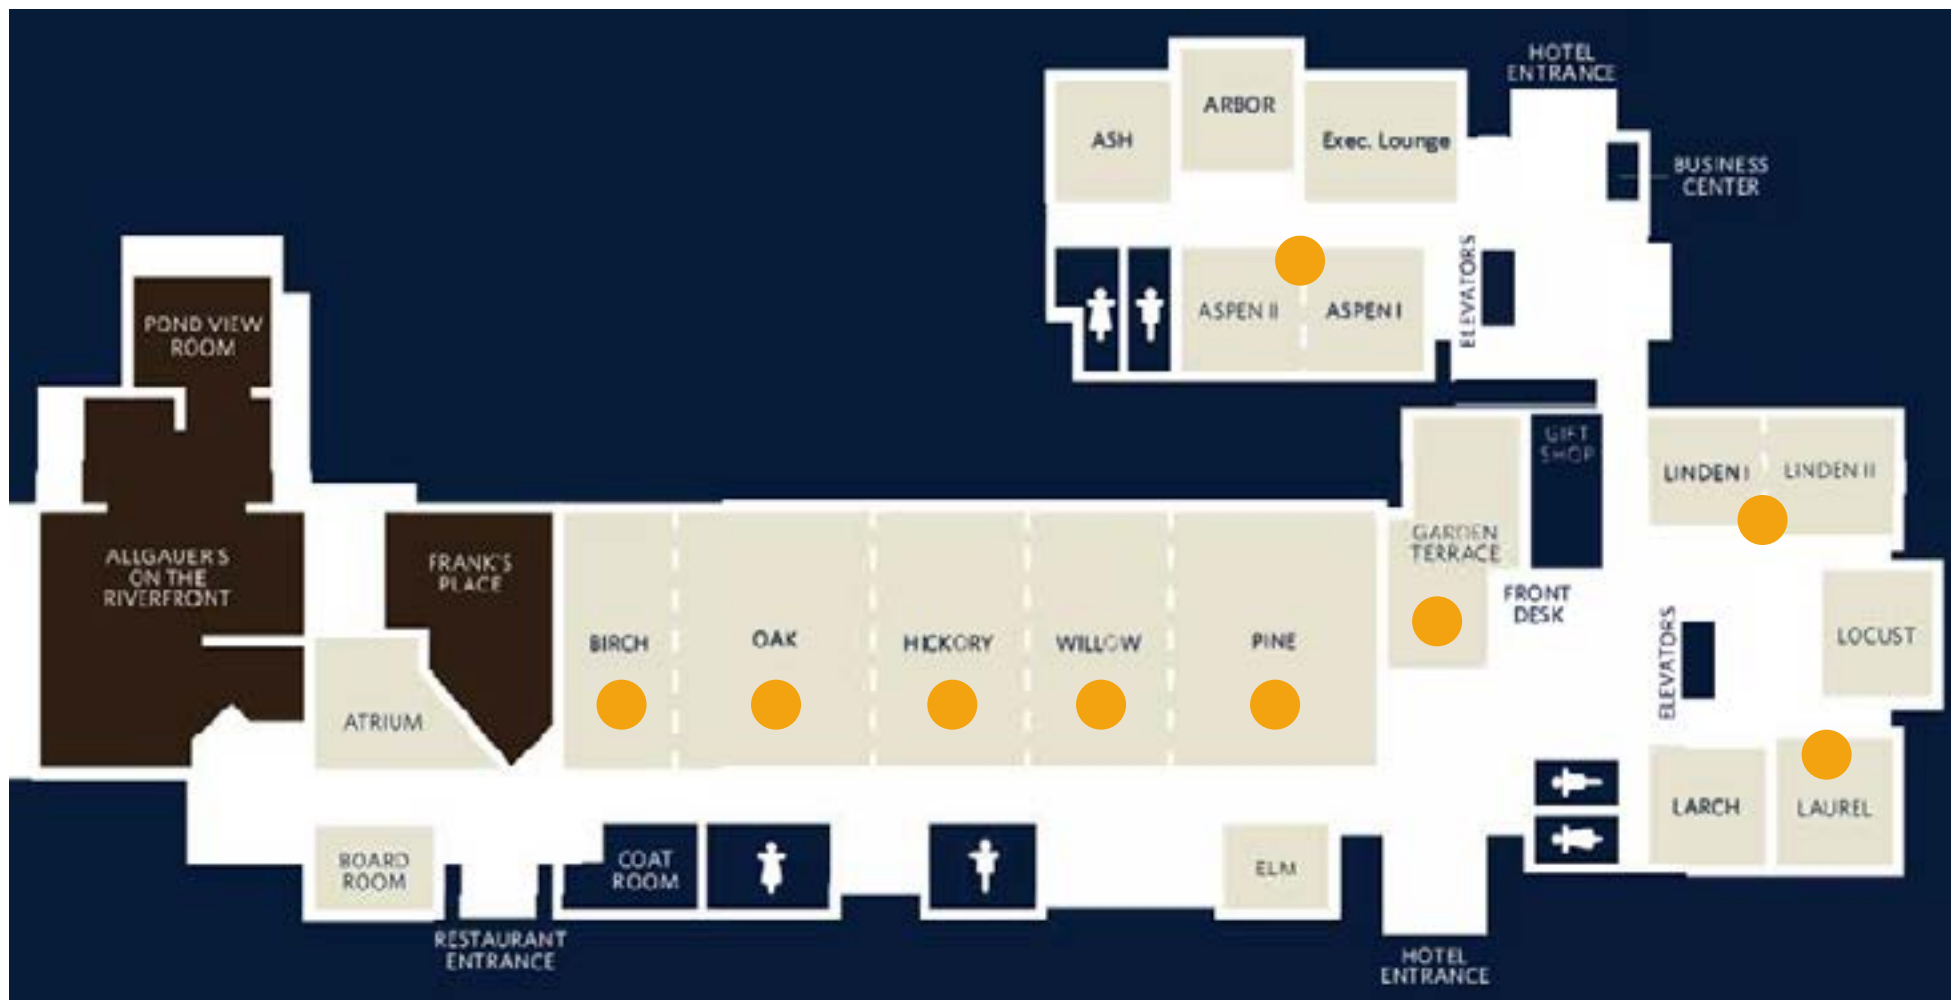 HOTEL
ENTRANCE
ARBOR
ASH
Exec. Lounge
BUSINESS
CENTER
ELEVATORS
ASPEN II
ASPEN I
POND VIEW
ROOM
GIFT
SHOP
LINDEN I
LINDEN II
GARDEN
TERRACE
ALLGAUER'S
ON THE
RIVERFRONT
FRANK'S
PLACE
FRONT
DESK
BIRCH
OAK
HICKORY
WILLOW
PINE
ELEVATORS
LOCUST
ATRIUM
LARCH
LAUREL
BOARD
ROOM
COAT
ROOM
ELM
RESTAURANT
ENTRANCE
HOTEL
ENTRANCE